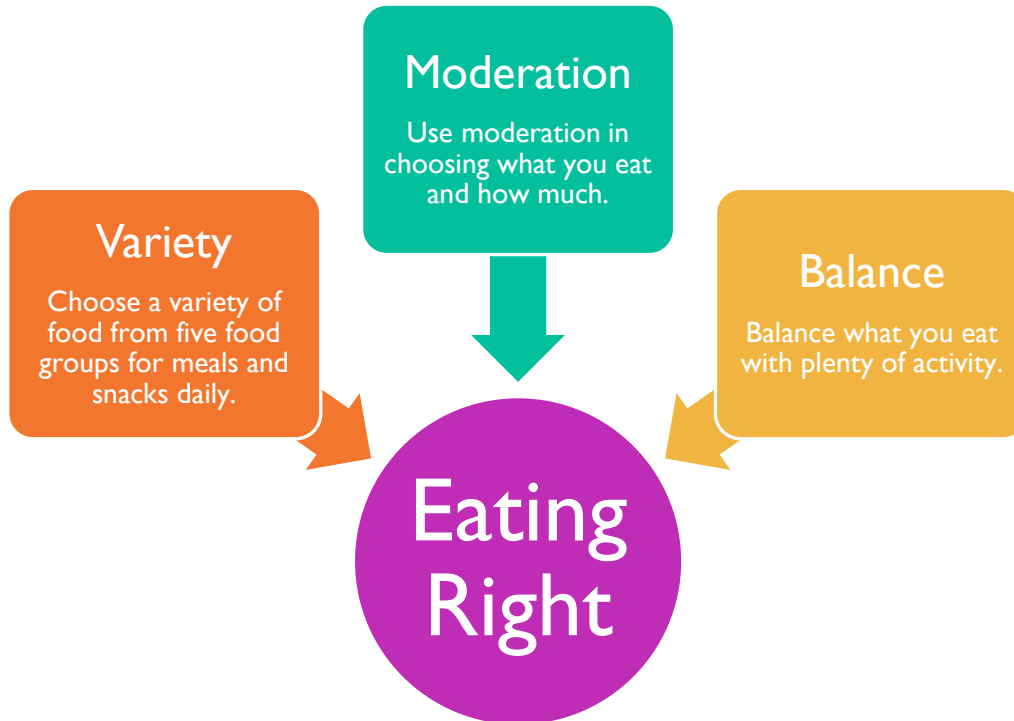 Moderation
Use moderation in
choosing what you eat
and how much.
Variety
Choose a variety of
food from five food
groups for meals and
snacks daily.
Balance
Balance what you eat
with plenty of activity.
Eating
Right